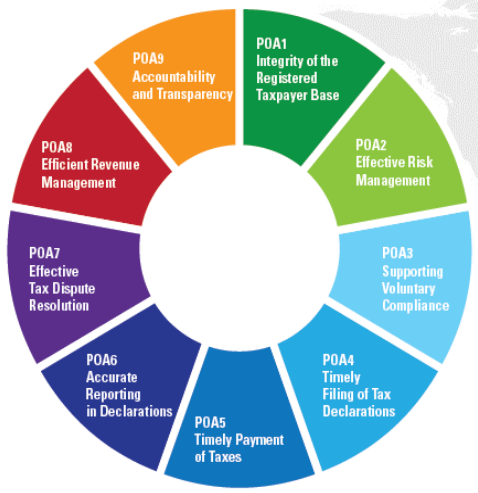 POA1
Integrity of the
Registered
Taxpayer Base
POA2
Effective Risk
Management
POA3
Supporting
Voluntary
Compliance
POA4
Timely
Filing of Tax
Declarations
POA5
Timely Payment
of Taxes
POA6
Accurate
Reporting
in Declarations
POA7
Effective
Tax Dispute
Resolution
POA8
Efficient Revenue
Management
POA9
Accountability
and Transparency